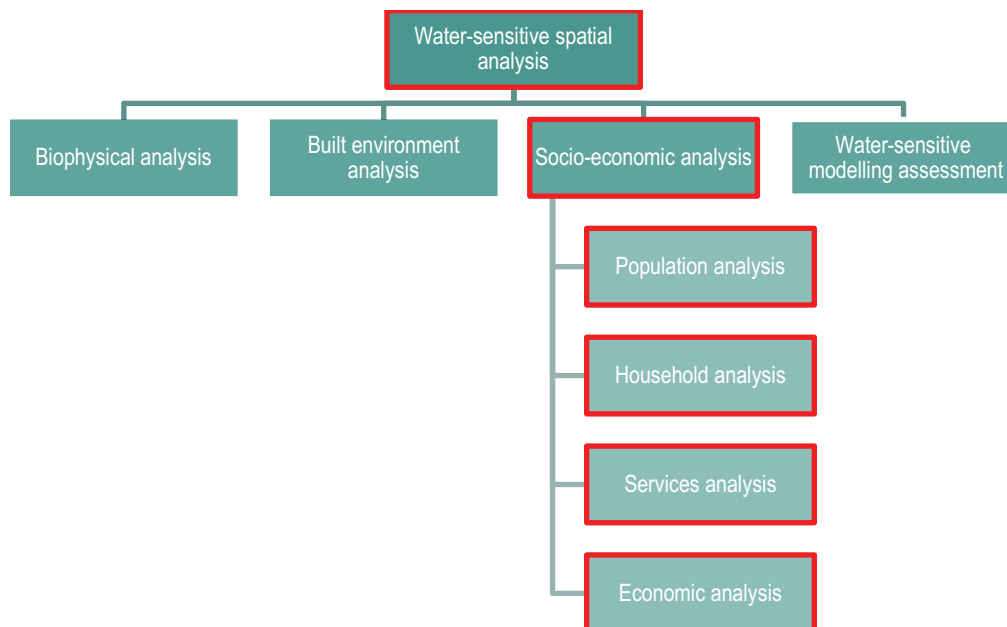 Water-sensitive spatial
analysis
Biophysical analysis
Built environment
analysis
Socio-economic analysis
Water-sensitive
modelling assessment
Population analysis
Household analysis
Services analysis
Economic analysis